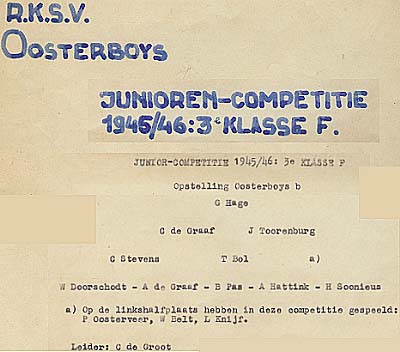 R.K.S.V.
OOSTERBOYS
JUNIOREN-COMPETITIE
1945/46: 3e KLASSE F.
JUNIOR-COMPETITIE 1945/46: 3e KLASSE F
Opstelling Oosterboys b
G Hage
C de Graaf J Toorenburg
C Stevens T Bol a)
W Doorschodt - A de Graaf - B Pas - A Hattink - H Soonieus
a) Op de linkshalfplaats hebben in deze competitie gespeeld:
P Oosterveer, W Belt, L Knijf.
Leider: C de Groot